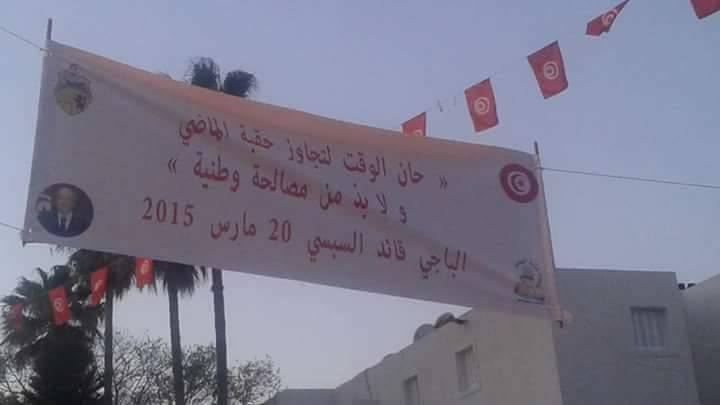 « حان الوقت لتجاوز حقبة الماضي
و لا بدّ من مصالحة وطنية »
الباجي قائد السبسي 20 مارس 2015